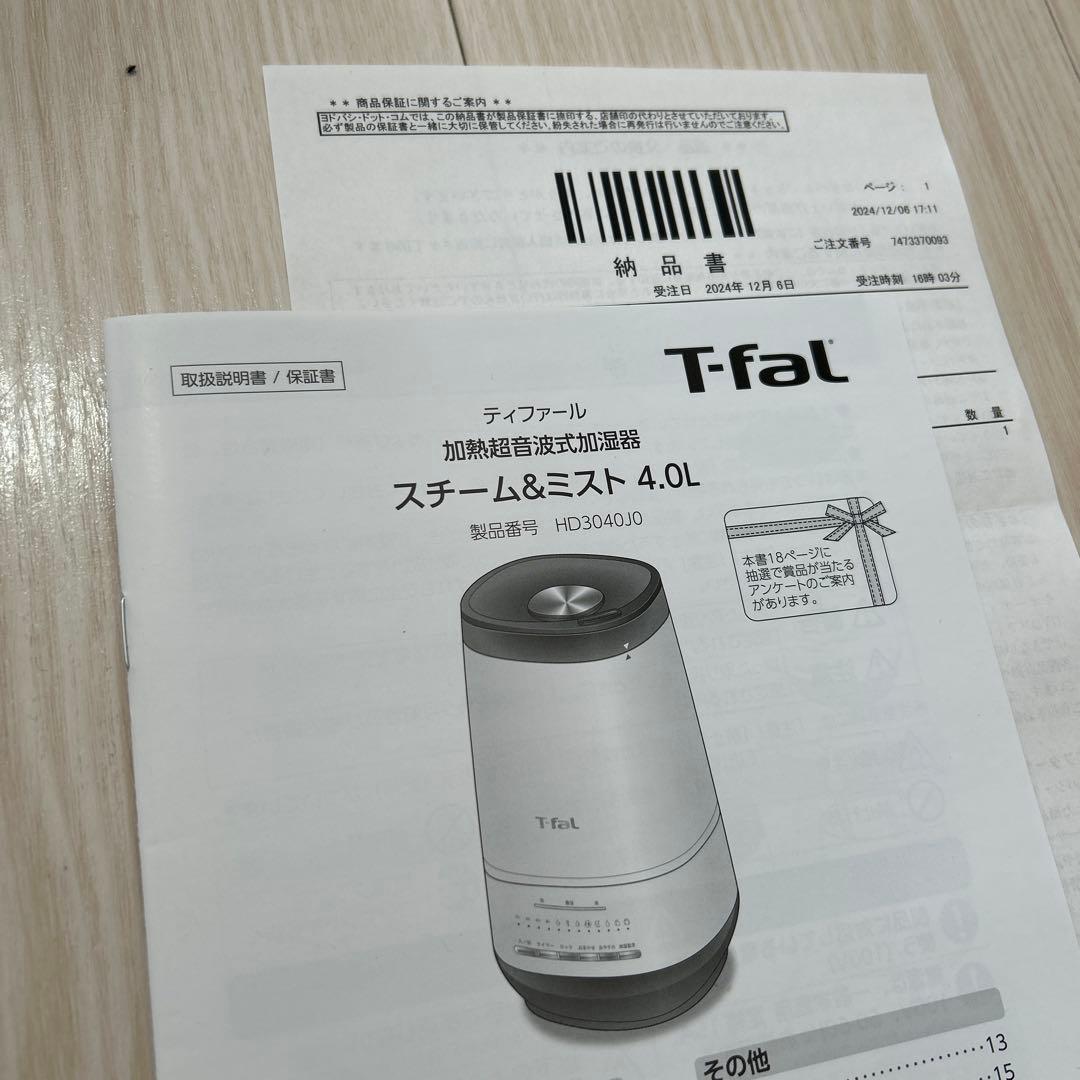 ＊＊ 商品保証に関するご案内 ＊＊
ヨドバシ・ドット・コムでは、この納品書が製品保証書に捺印する、店舗印の代わりとさせていただいております。
必ず製品の保証書と一緒に大切に保管してください。紛失された場合に再発行は行いませんのでご注意ください。
ページ： 1
2024/12/06 17:11
ご注文番号 7473370093
納品書
受注日 2024年 12月 6日
受注時刻 16時 03分
数量
1
取扱説明書 / 保証書
T-fal
ティファール
加熱超音波式加湿器
スチーム&ミスト 4.0L
製品番号 HD3040J0
本書18ページに
抽選で賞品が当たる
アンケートのご案内
があります。
T-fal
その他
13
15